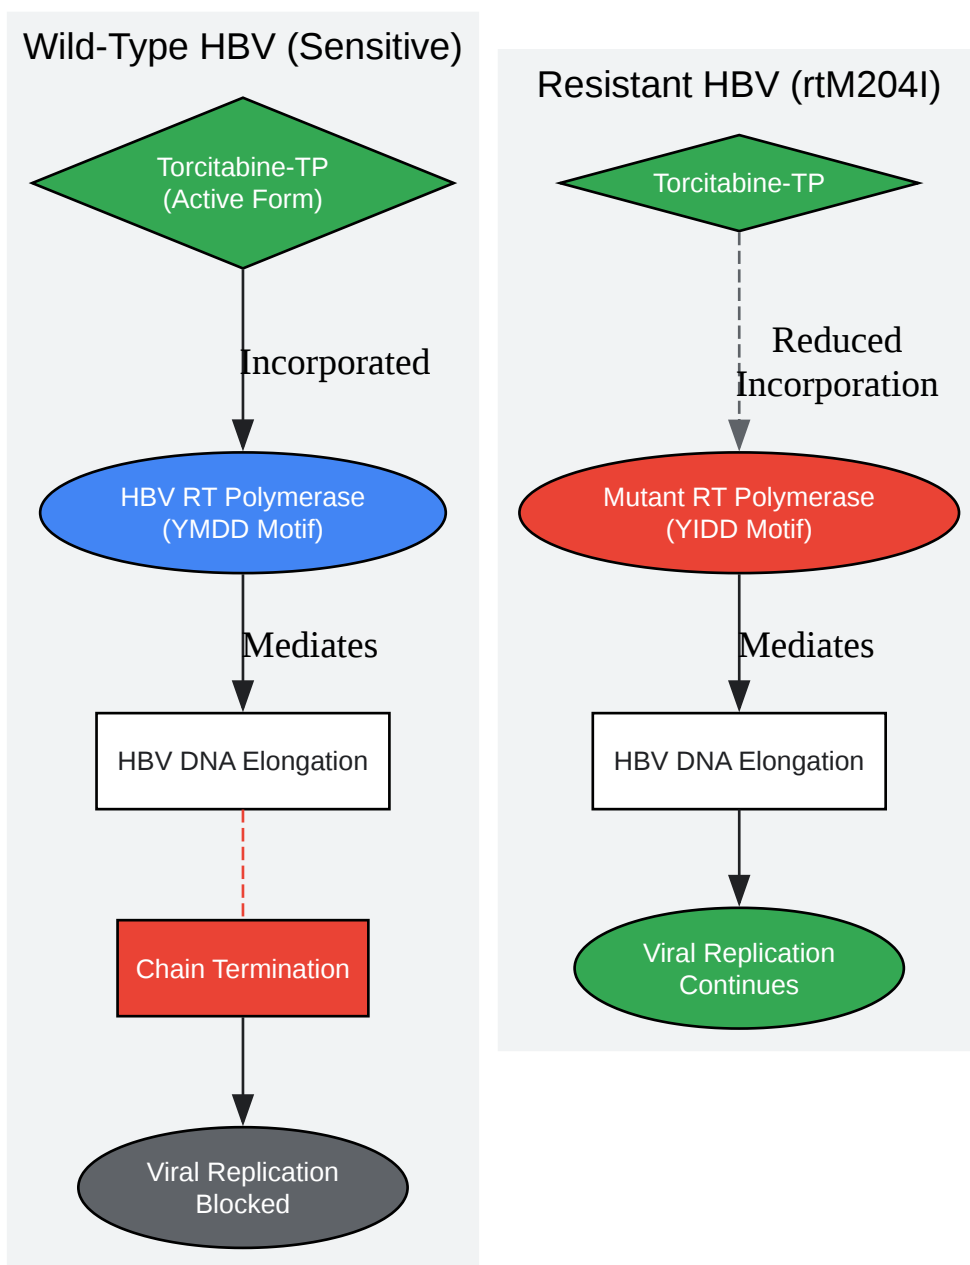 Wild-Type HBV (Sensitive)
Torcitabine-TP
(Active Form)
Incorporated
HBV RT Polymerase
(YMDD Motif)
Mediates
HBV DNA Elongation
Chain Termination
Viral Replication
Blocked
Resistant HBV (rtM204I)
Torcitabine-TP
Reduced
Incorporation
Mutant RT Polymerase
(YIDD Motif)
Mediates
HBV DNA Elongation
Viral Replication
Continues